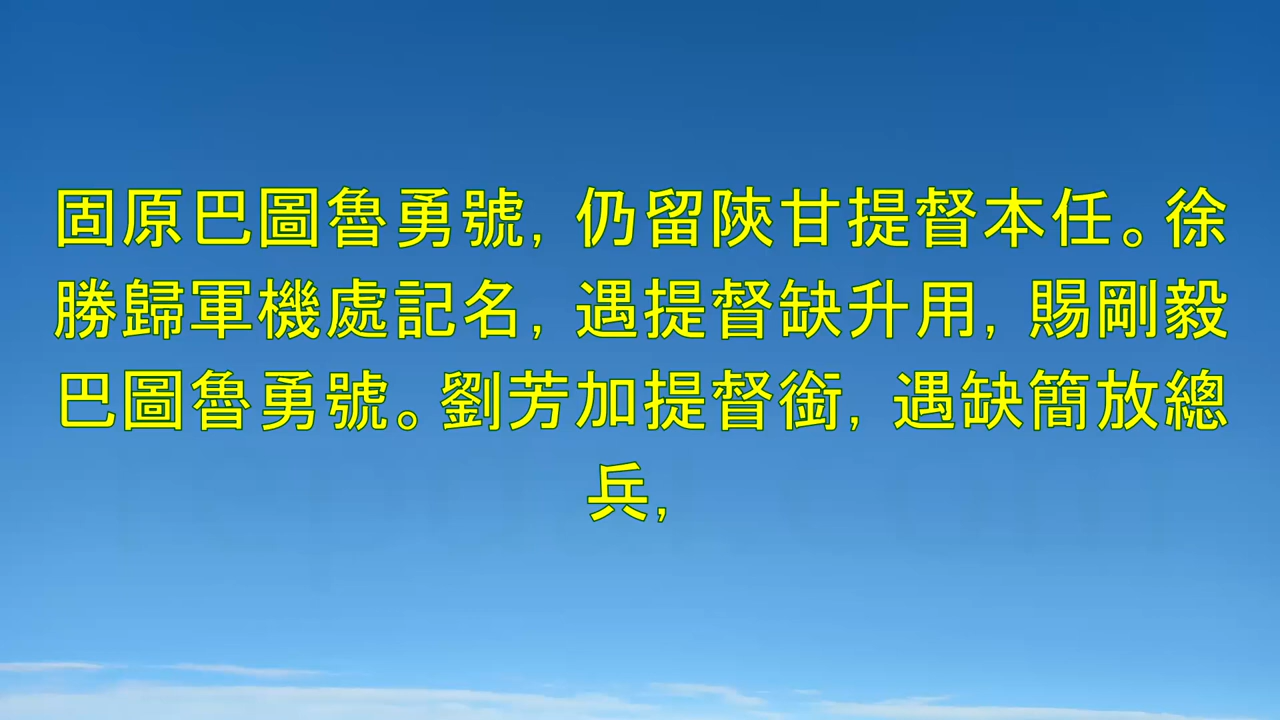 固原巴圖魯勇號，仍留陝甘提督本任。徐
勝歸軍機處記名，遇提督缺升用，賜剛毅
巴圖魯勇號。劉芳加提督銜，遇缺簡放總
兵，